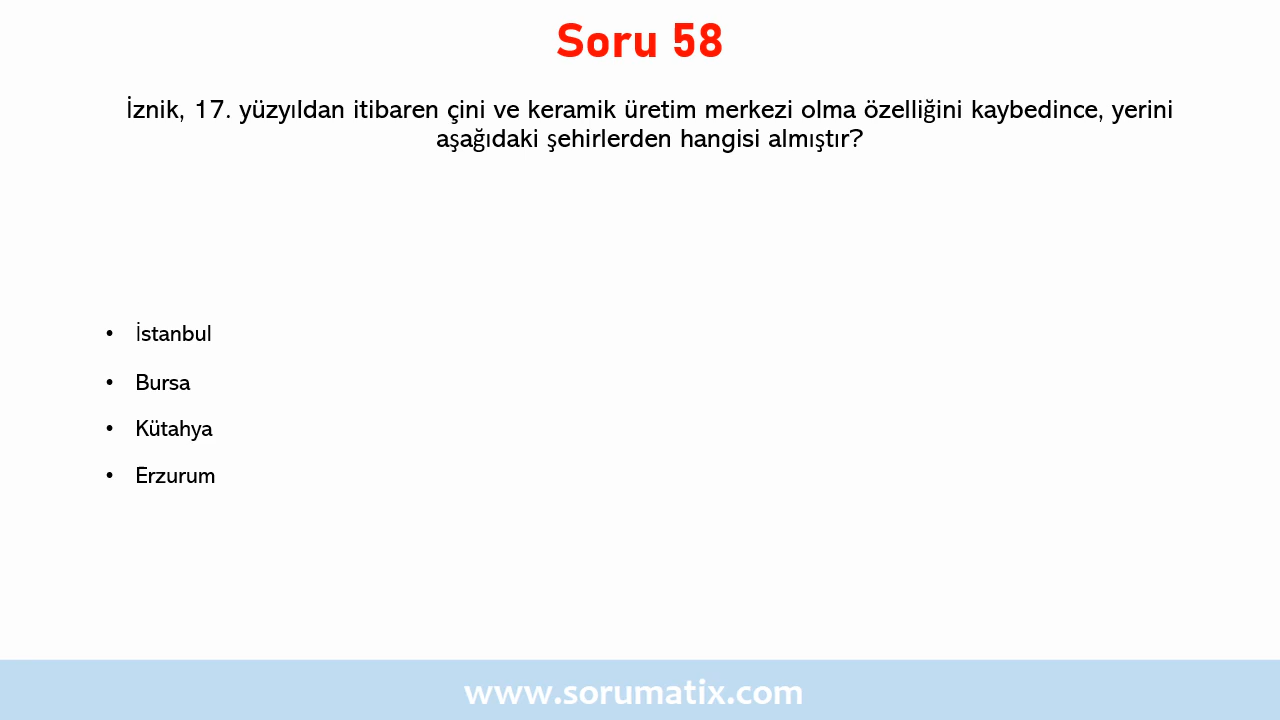 Soru 58
İznik, 17. yüzyıldan itibaren çini ve keramik üretim merkezi olma özelliğini kaybedince, yerini
aşağıdaki şehirlerden hangisi almıştır?
• İstanbul
• Bursa
• Kütahya
• Erzurum
www.sorumatix.com